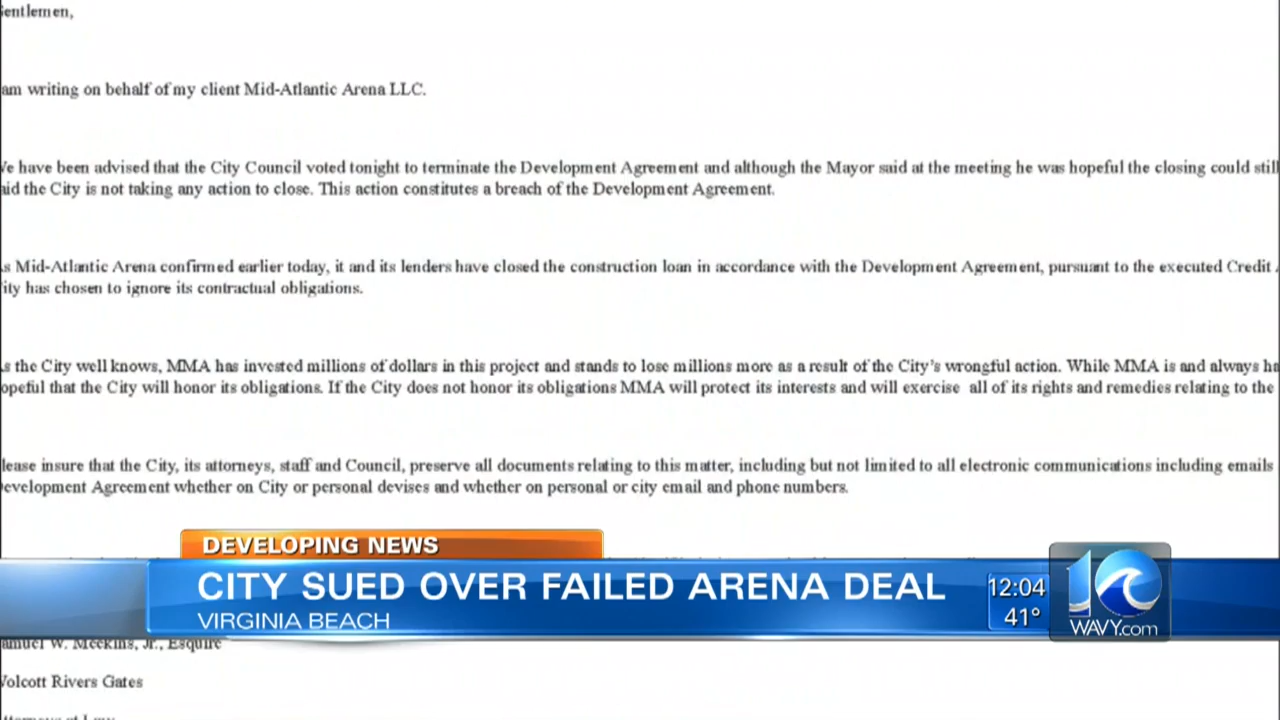 entlemen,
am writing on behalf of my client Mid-Atlantic Arena LLC.
e have been advised that the City Council voted tonight to terminate the Development Agreement and although the Mayor said at the meeting he was hopeful the closing could still
aid the City is not taking any action to close. This action constitutes a breach of the Development Agreement.
s Mid-Atlantic Arena confirmed earlier today, it and its lenders have closed the construction loan in accordance with the Development Agreement, pursuant to the executed Credit
ity has chosen to ignore its contractual obligations.
s the City well knows, MMA has invested millions of dollars in this project and stands to lose millions more as a result of the City's wrongful action. While MMA is and always ha
opeful that the City will honor its obligations. If the City does not honor its obligations MMA will protect its interests and will exercise all of its rights and remedies relating to the
lease insure that the City, its attorneys, staff and Council, preserve all documents relating to this matter, including but not limited to all electronic communications including emails
evelopment Agreement whether on City or personal devises and whether on personal or city email and phone numbers.
DEVELOPING NEWS
CITY SUED OVER FAILED ARENA DEAL
VIRGINIA BEACH
12:04
41°
10
WAVY.com
amuel W. Meekins, Jr., Esquire
olcott Rivers Gates